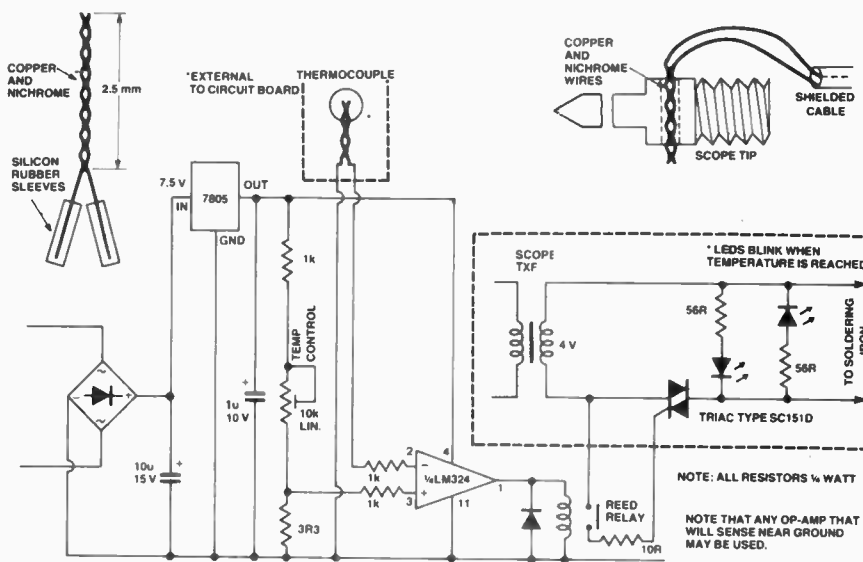 COPPER
AND
NICHROME
2.5 mm
SILICON
RUBBER
SLEEVES
*EXTERNAL
TO CIRCUIT BOARD
THERMOCOUPLE
COPPER
AND
NICHROME
WIRES
SHIELDED
CABLE
SCOPE TIP
7.5 V
IN
7805
OUT
GND
1k
TEMP
CONTROL
10k
LIN.
1u
10 V
+
10u
15 V
+
~
-
+
~
3R3
1k
1k
2
-
3
+
4
¼LM324
11
1
SCOPE
TXF
4 V
* LEDS BLINK WHEN
TEMPERATURE IS REACHED
56R
56R
TO SOLDERING
IRON
TRIAC TYPE SC151D
REED
RELAY
10R
NOTE: ALL RESISTORS ¼ WATT
NOTE THAT ANY OP-AMP THAT
WILL SENSE NEAR GROUND
MAY BE USED.